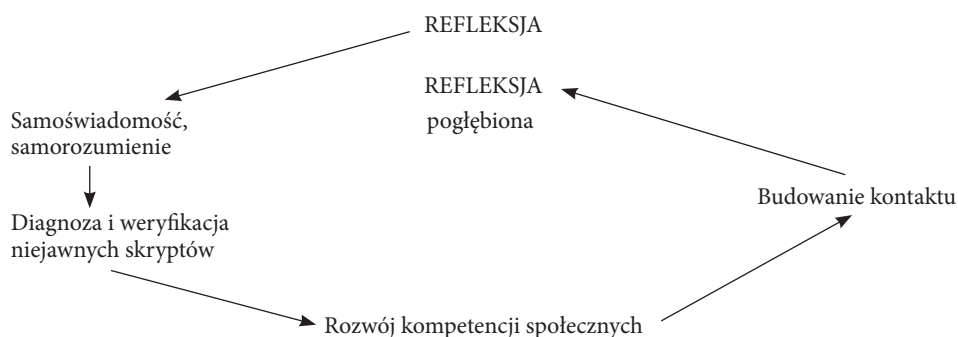 REFLEKSJA
REFLEKSJA
pogłębiona
Samoświadomość,
samorozumienie
Diagnoza i weryfikacja
niejawnych skryptów
Rozwój kompetencji społecznych
Budowanie kontaktu